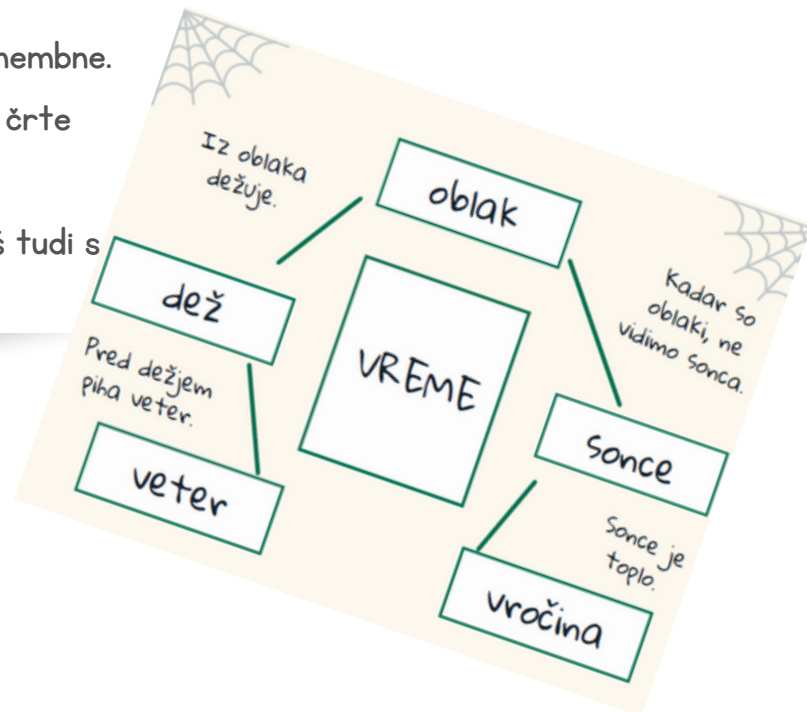 nembne.
črte
š tudi s
Iz oblaka
dežuje.
oblak
dež
Kadar so
oblaki, ne
vidimo sonca.
VREME
Pred dežjem
piha veter.
sonce
veter
Sonce je
toplo.
vročina